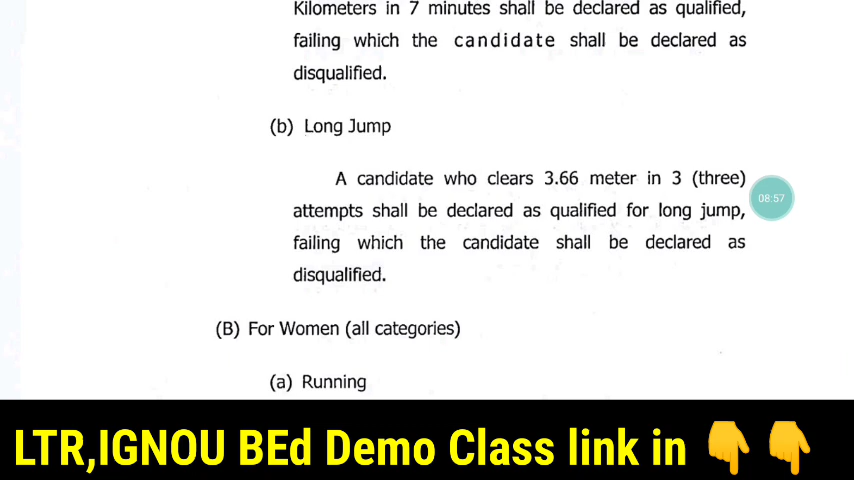 Kilometers in 7 minutes shall be declared as qualified,
failing which the candidate shall be declared as
disqualified.
(b) Long Jump
A candidate who clears 3.66 meter in 3 (three)
attempts shall be declared as qualified for long jump,
failing which the candidate shall be declared as
disqualified.
08:57
(B) For Women (all categories)
(a) Running
LTR,IGNOU BEd Demo Class link in 👇👇